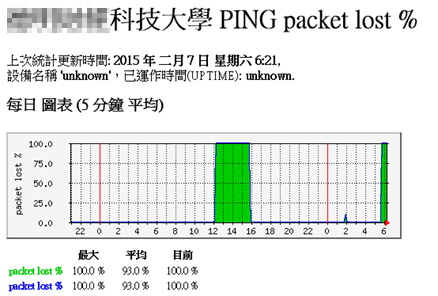 科技大學 PING packet lost %
上次統計更新時間: 2015 年 二月 7 日 星期六 6:21,
設備名稱 'unknown'，已運作時間(UPTIME): unknown.
每日 圖表 (5 分鐘 平均)
packet lost %
100.0
75.0
50.0
25.0
0.0
22 0 2 4 6 8 10 12 14 16 18 20 22 0 2 4 6
最大 平均 目前
packet lost % 100.0 % 93.0 % 100.0 %
packet lost % 100.0 % 93.0 % 100.0 %